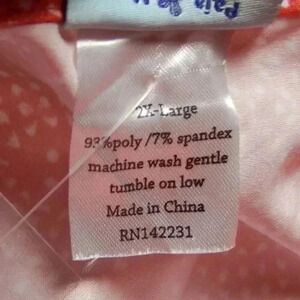 2X-Large
93%poly /7% spandex
machine wash gentle
tumble on low
Made in China
RN142231